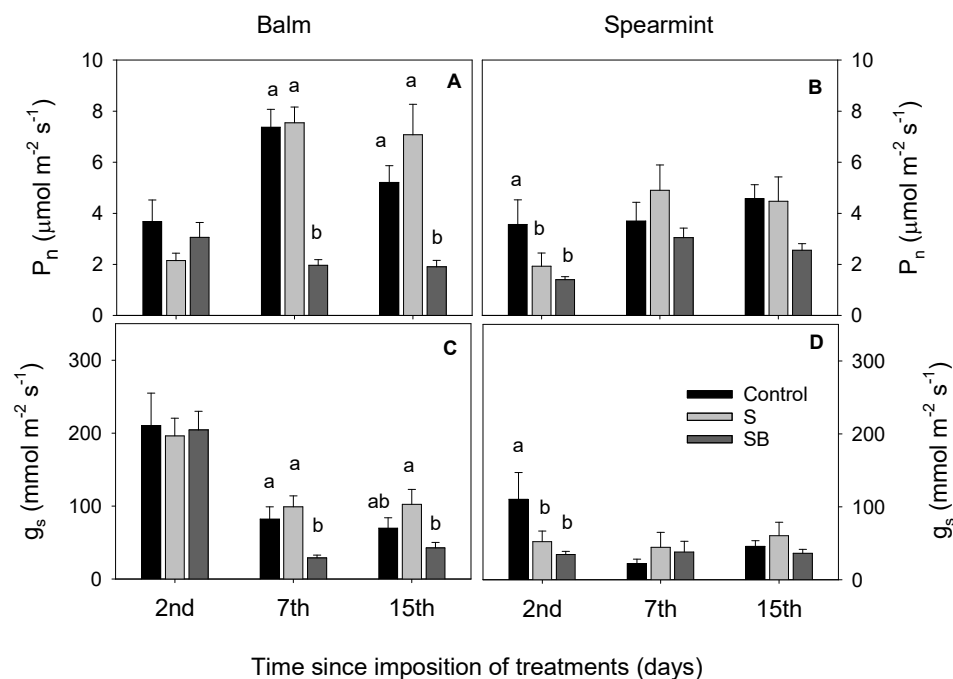 Balm Spearmint
10 10
A B
a a a
8 8
a
6 6
a
4 4
b b
b b
2 2
0 0
Pₙ (μmol m⁻² s⁻¹)
Pₙ (μmol m⁻² s⁻¹)
C D
300 300
Control
S
SB
200 200
a
a a a
ab
b b
100 100
b b
0 0
gₛ (mmol m⁻² s⁻¹)
gₛ (mmol m⁻² s⁻¹)
2nd 7th 15th 2nd 7th 15th
Time since imposition of treatments (days)